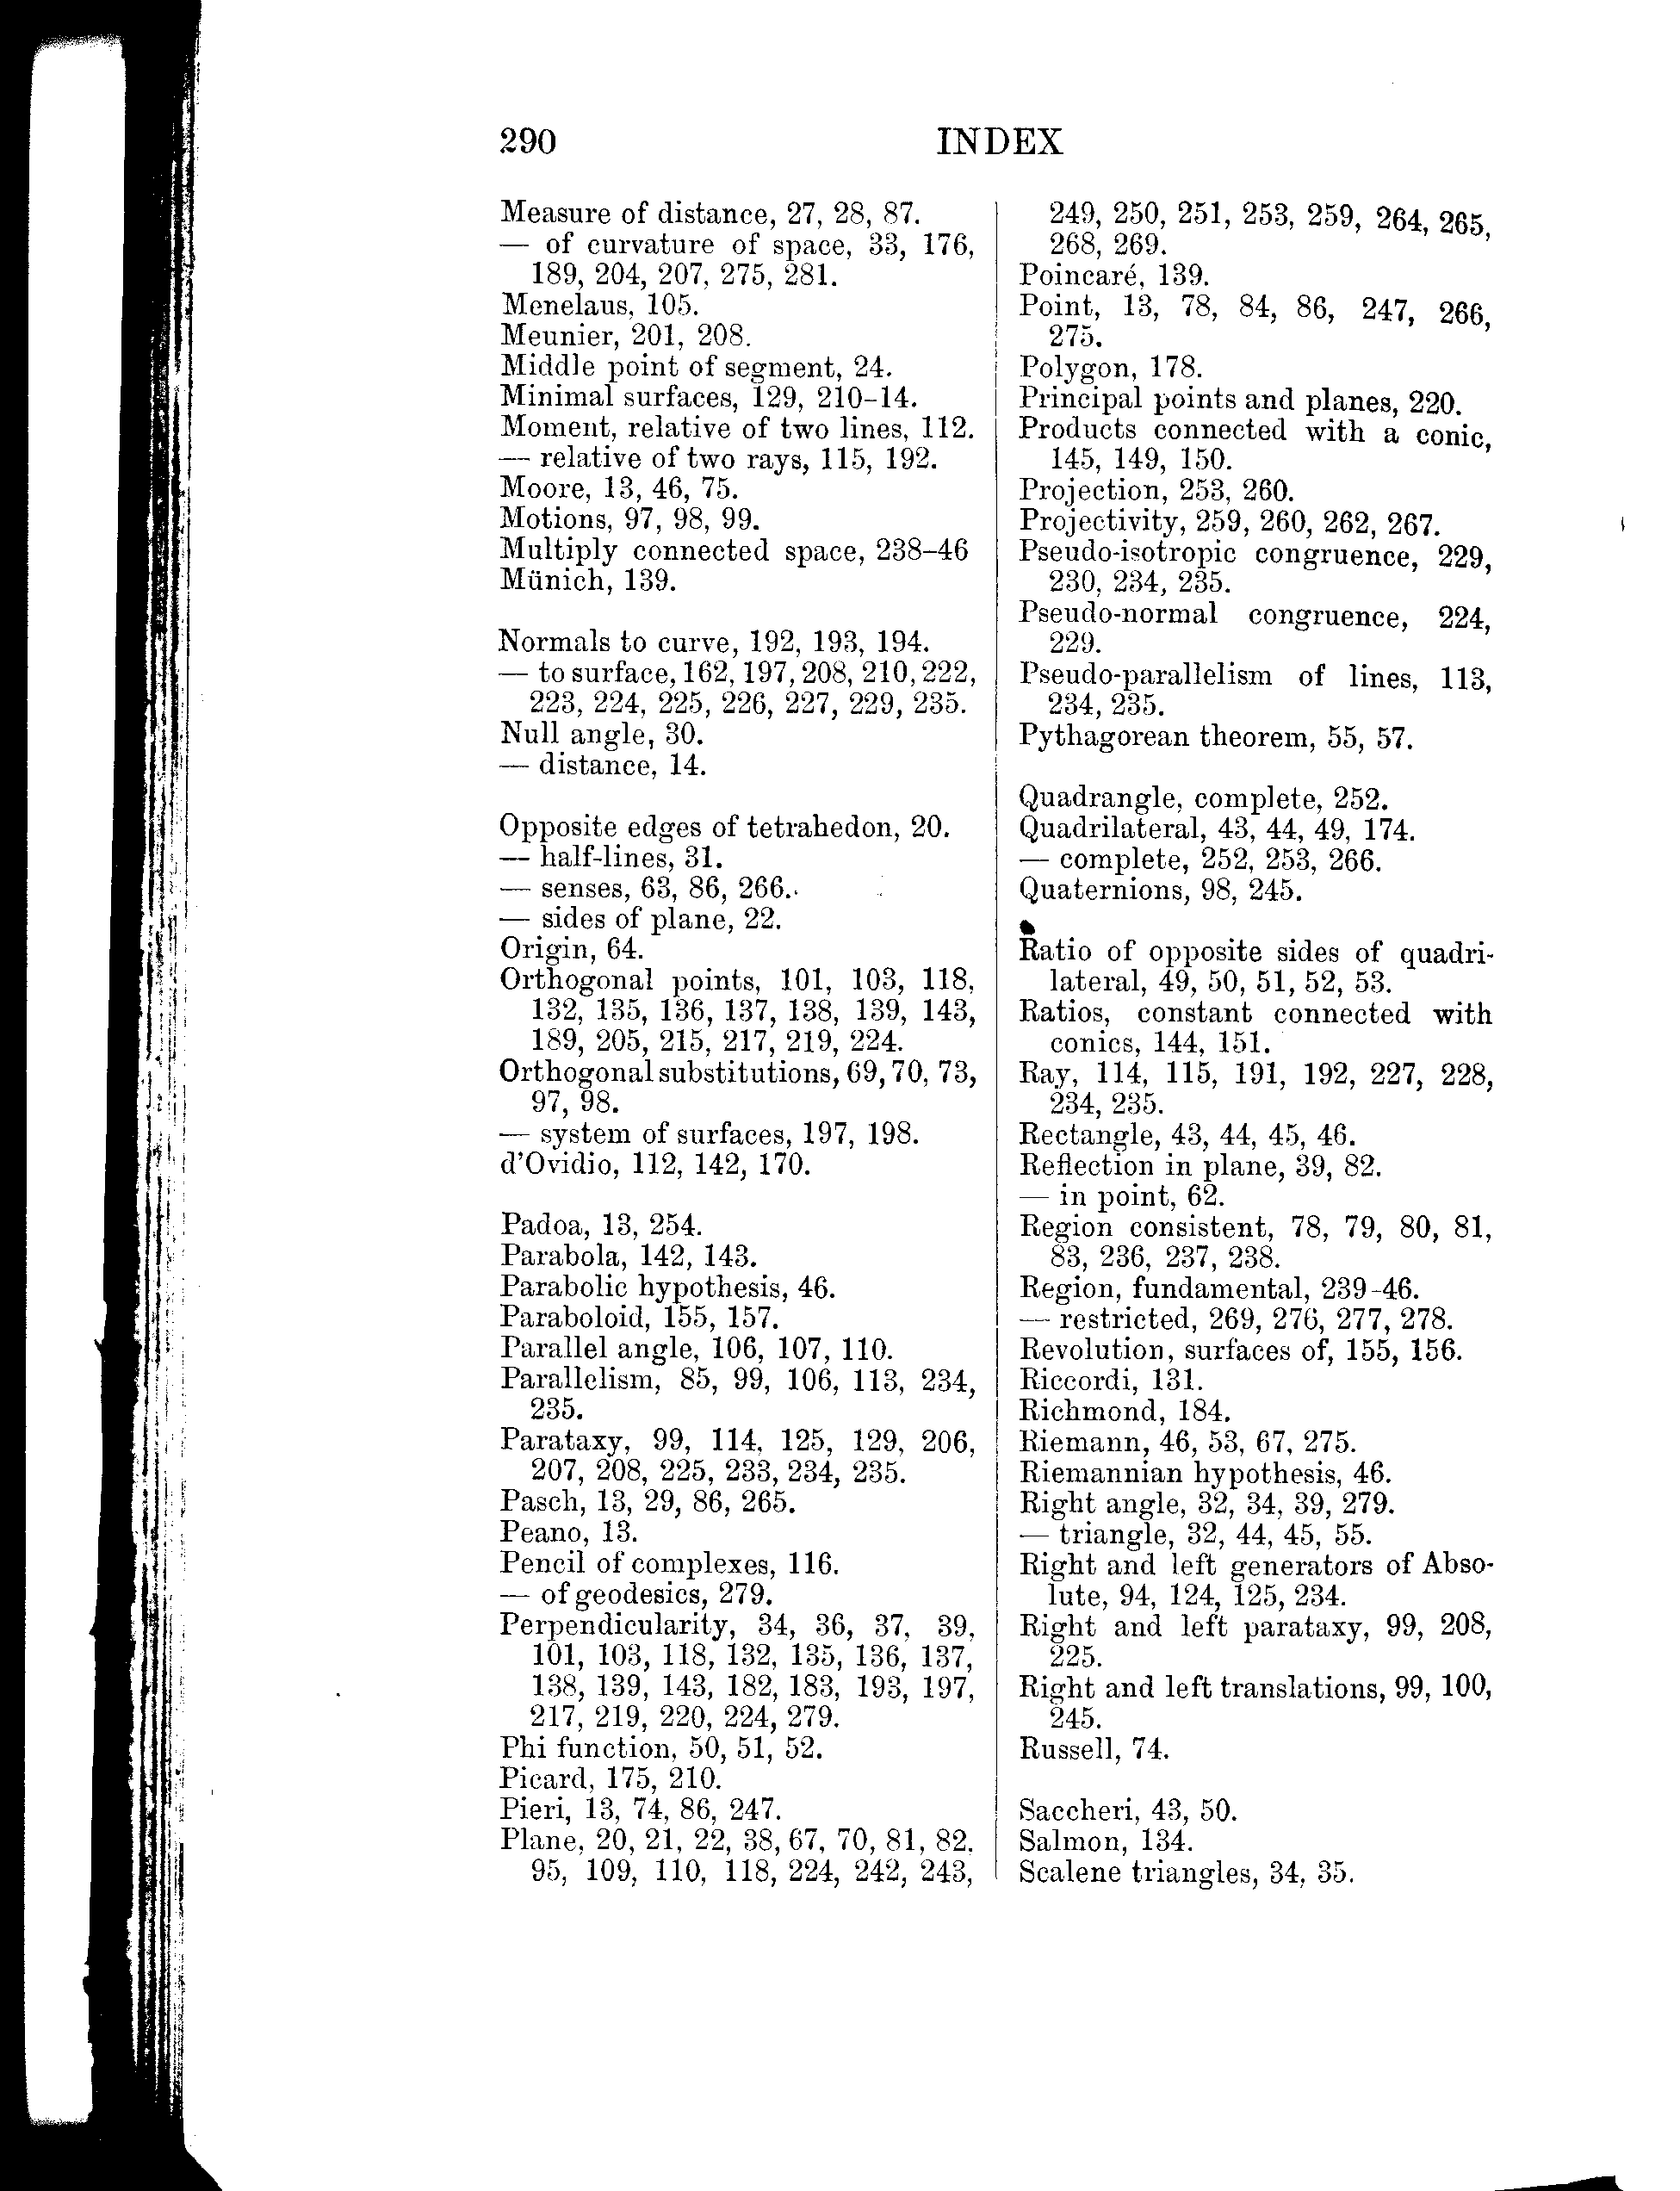 290
INDEX
Measure of distance, 27, 28, 87.
— of curvature of space, 33, 176,
189, 204, 207, 275, 281.
Menelaus, 105.
Meunier, 201, 208.
Middle point of segment, 24.
Minimal surfaces, 129, 210–14.
Moment, relative of two lines, 112.
— relative of two rays, 115, 192.
Moore, 13, 46, 75.
Motions, 97, 98, 99.
Multiply connected space, 238–46
Münich, 139.
Normals to curve, 192, 193, 194.
— to surface, 162, 197, 208, 210, 222,
223, 224, 225, 226, 227, 229, 235.
Null angle, 30.
— distance, 14.
Opposite edges of tetrahedon, 20.
— half-lines, 31.
— senses, 63, 86, 266.
— sides of plane, 22.
Origin, 64.
Orthogonal points, 101, 103, 118,
132, 135, 136, 137, 138, 139, 143,
189, 205, 215, 217, 219, 224.
Orthogonal substitutions, 69, 70, 73,
97, 98.
— system of surfaces, 197, 198.
d'Ovidio, 112, 142, 170.
Padoa, 13, 254.
Parabola, 142, 143.
Parabolic hypothesis, 46.
Paraboloid, 155, 157.
Parallel angle, 106, 107, 110.
Parallelism, 85, 99, 106, 113, 234,
235.
Parataxy, 99, 114, 125, 129, 206,
207, 208, 225, 233, 234, 235.
Pasch, 13, 29, 86, 265.
Peano, 13.
Pencil of complexes, 116.
— of geodesics, 279.
Perpendicularity, 34, 36, 37, 39,
101, 103, 118, 132, 135, 136, 137,
138, 139, 143, 182, 183, 193, 197,
217, 219, 220, 224, 279.
Phi function, 50, 51, 52.
Picard, 175, 210.
Pieri, 13, 74, 86, 247.
Plane, 20, 21, 22, 38, 67, 70, 81, 82,
95, 109, 110, 118, 224, 242, 243,
249, 250, 251, 253, 259, 264, 265,
268, 269.
Poincaré, 139.
Point, 13, 78, 84, 86, 247, 266,
275.
Polygon, 178.
Principal points and planes, 220.
Products connected with a conic,
145, 149, 150.
Projection, 253, 260.
Projectivity, 259, 260, 262, 267.
Pseudo-isotropic congruence, 229,
230, 234, 235.
Pseudo-normal congruence, 224,
229.
Pseudo-parallelism of lines, 113,
234, 235.
Pythagorean theorem, 55, 57.
Quadrangle, complete, 252.
Quadrilateral, 43, 44, 49, 174.
— complete, 252, 253, 266.
Quaternions, 98, 245.
Ratio of opposite sides of quadri-
lateral, 49, 50, 51, 52, 53.
Ratios, constant connected with
conics, 144, 151.
Ray, 114, 115, 191, 192, 227, 228,
234, 235.
Rectangle, 43, 44, 45, 46.
Reflection in plane, 39, 82.
— in point, 62.
Region consistent, 78, 79, 80, 81,
83, 236, 237, 238.
Region, fundamental, 239–46.
— restricted, 269, 276, 277, 278.
Revolution, surfaces of, 155, 156.
Riccordi, 131.
Richmond, 184.
Riemann, 46, 53, 67, 275.
Riemannian hypothesis, 46.
Right angle, 32, 34, 39, 279.
— triangle, 32, 44, 45, 55.
Right and left generators of Abso-
lute, 94, 124, 125, 234.
Right and left parataxy, 99, 208,
225.
Right and left translations, 99, 100,
245.
Russell, 74.
Saccheri, 43, 50.
Salmon, 134.
Scalene triangles, 34, 35.